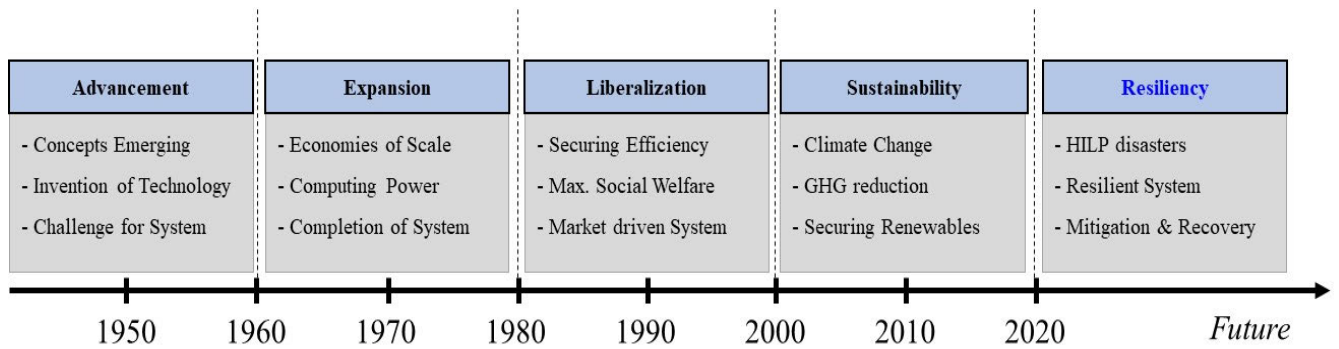 Advancement
- Concepts Emerging
- Invention of Technology
- Challenge for System
Expansion
- Economies of Scale
- Computing Power
- Completion of System
Liberalization
- Securing Efficiency
- Max. Social Welfare
- Market driven System
Sustainability
- Climate Change
- GHG reduction
- Securing Renewables
Resiliency
- HILP disasters
- Resilient System
- Mitigation & Recovery
1950 1960 1970 1980 1990 2000 2010 2020 Future